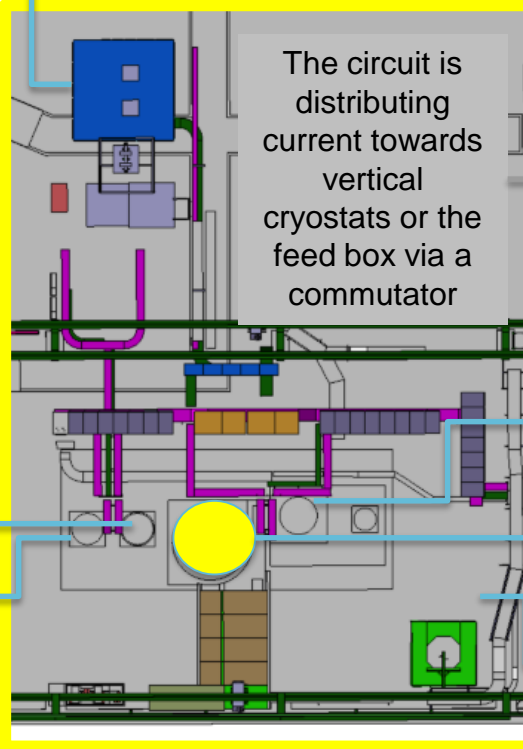 The circuit is
distributing
current towards
vertical
cryostats or the
feed box via a
commutator